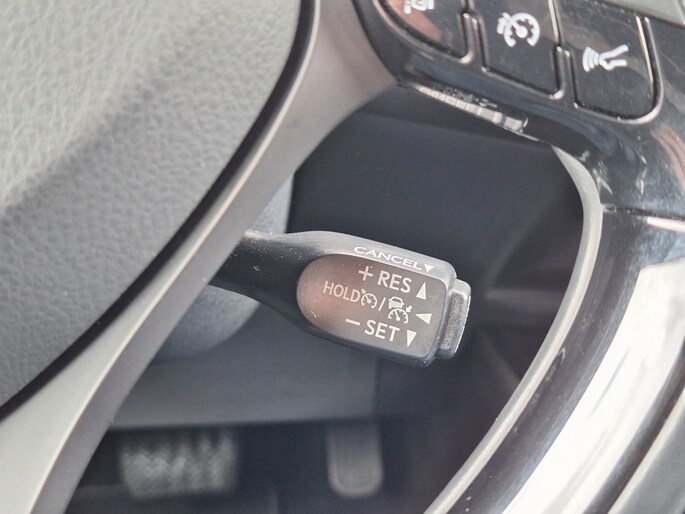 CANCEL▼
+ RES ▲
HOLD / ◀
− SET ▼